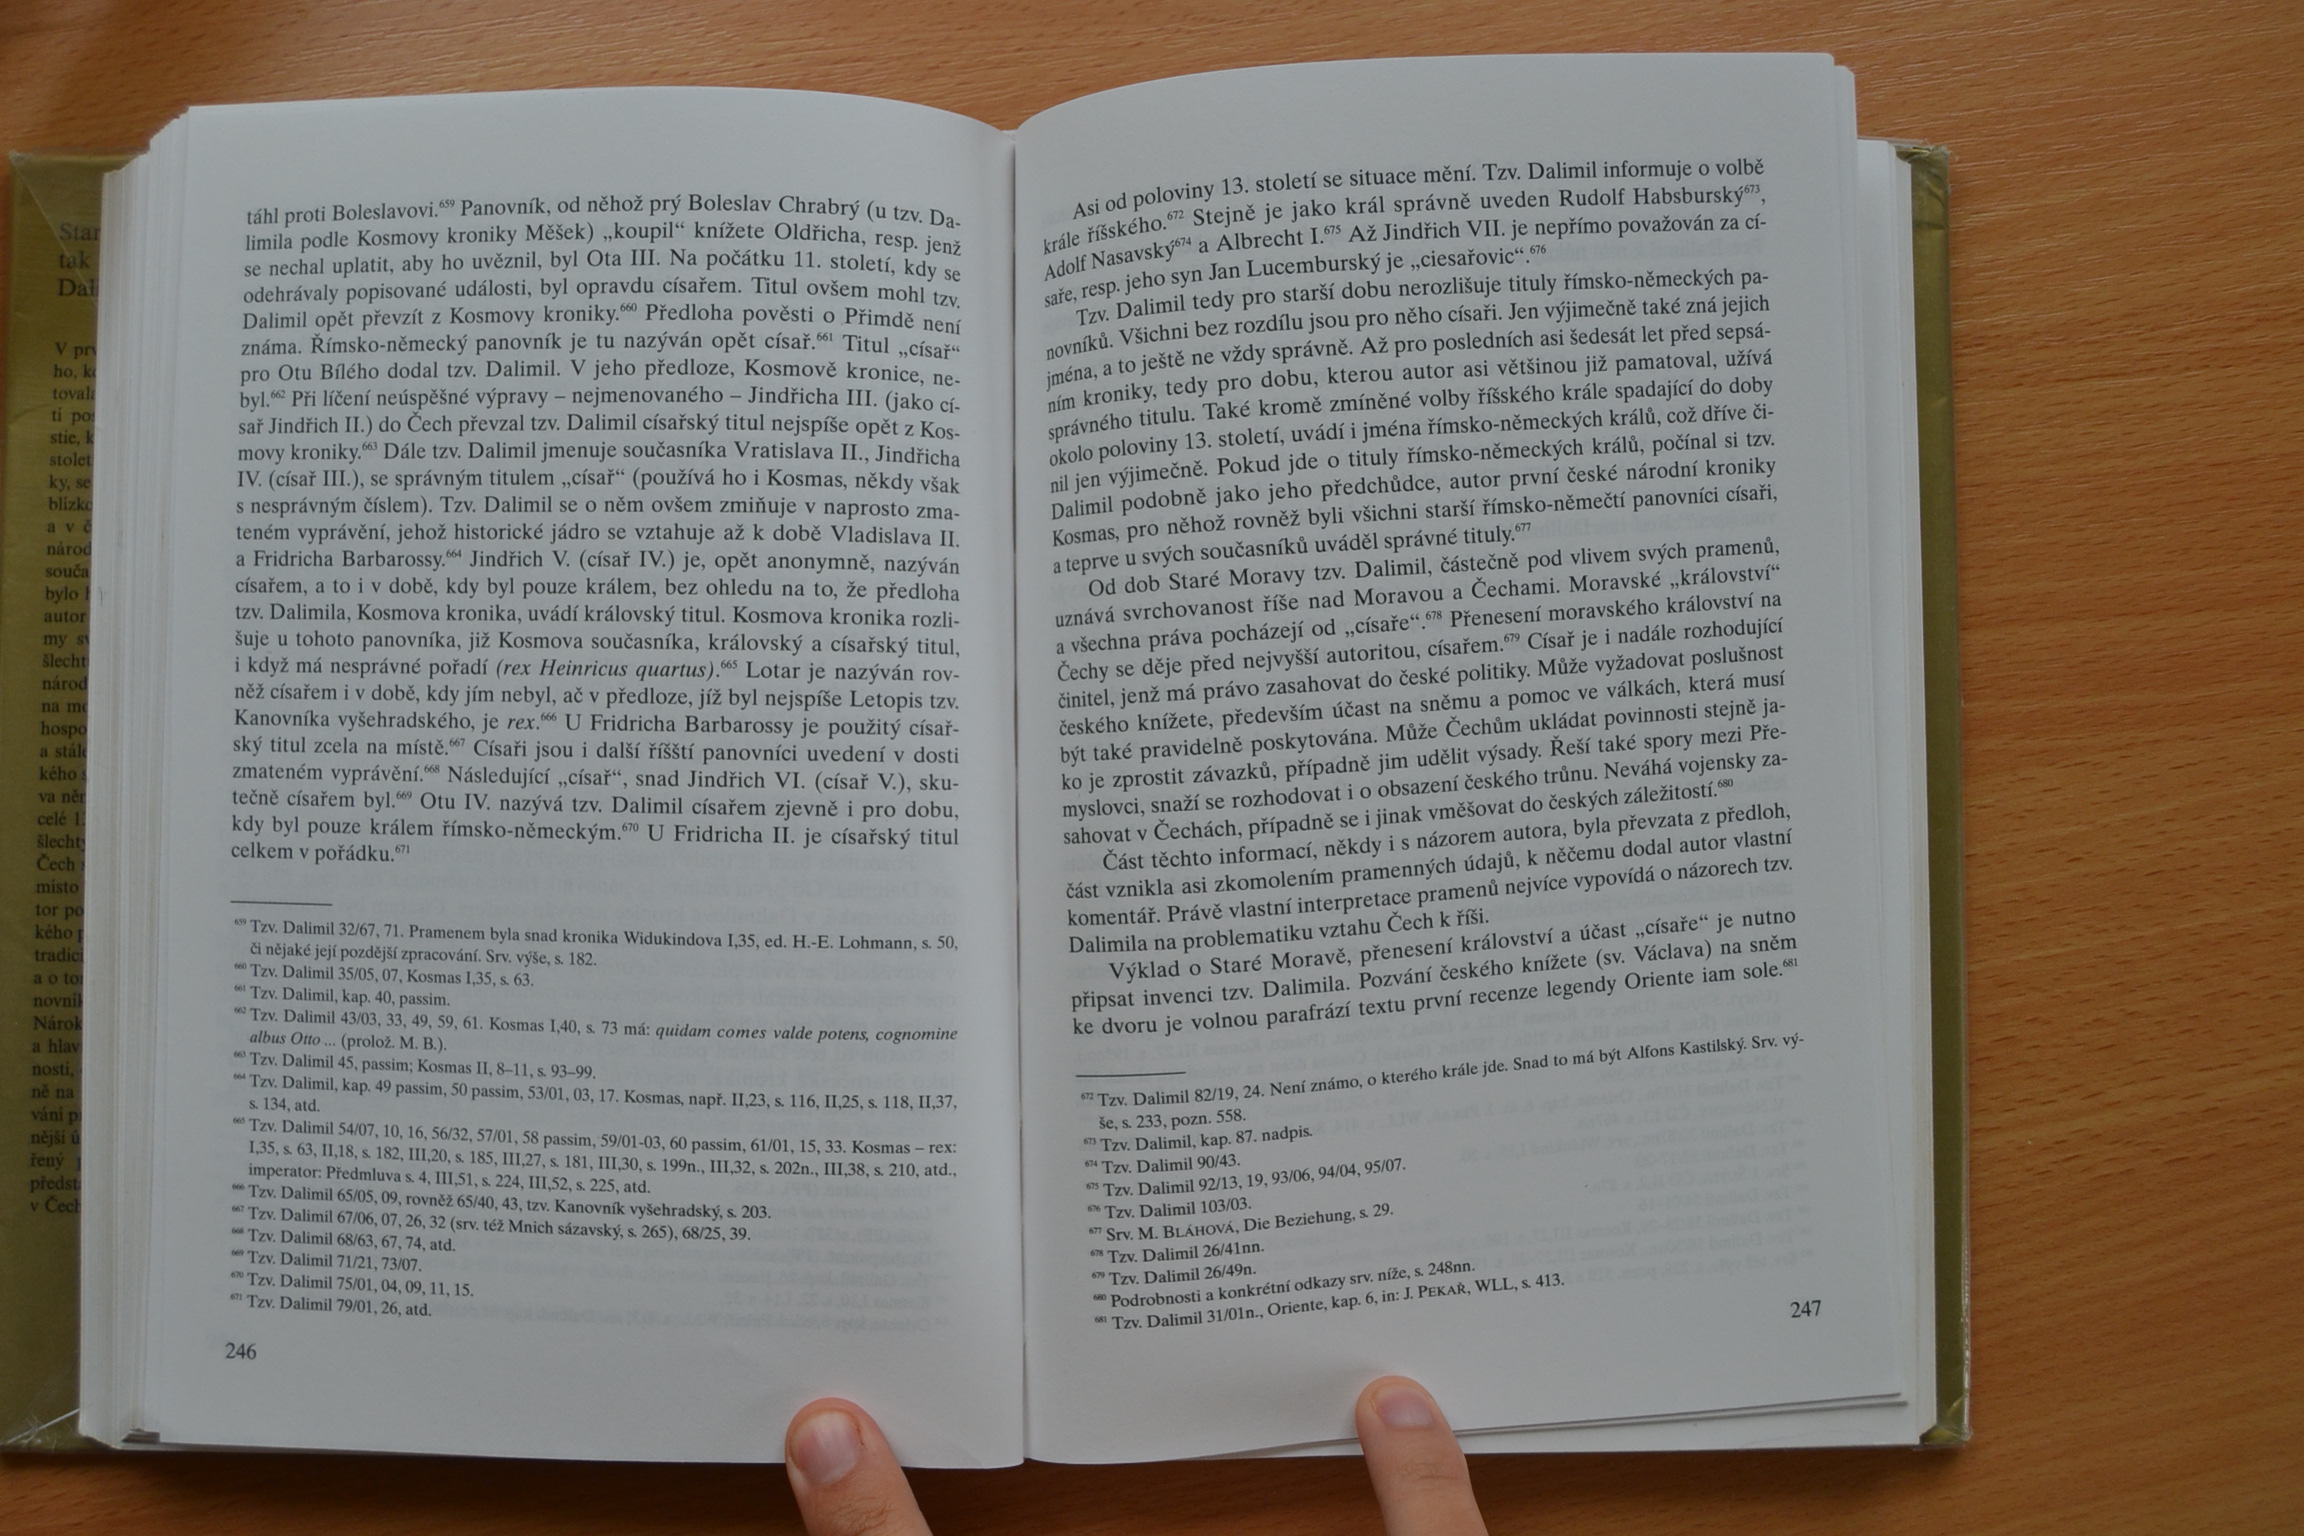 táhl proti Boleslavovi.⁶⁵⁹ Panovník, od něhož prý Boleslav Chrabrý (u tzv. Da-
limila podle Kosmovy kroniky Měšek) „koupil“ knížete Oldřicha, resp. jenž
se nechal uplatit, aby ho uvěznil, byl Ota III. Na počátku 11. století, kdy se
odehrávaly popisované události, byl opravdu císařem. Titul ovšem mohl tzv.
Dalimil opět převzít z Kosmovy kroniky.⁶⁶⁰ Předloha pověsti o Přimdě není
známa. Římsko-německý panovník je tu nazýván opět císař.⁶⁶¹ Titul „císař“
pro Otu Bílého dodal tzv. Dalimil. V jeho předloze, Kosmově kronice, ne-
byl.⁶⁶² Při líčení neúspěšné výpravy – nejmenovaného – Jindřicha III. (jako cí-
sař Jindřich II.) do Čech převzal tzv. Dalimil císařský titul nejspíše opět z Kos-
movy kroniky.⁶⁶³ Dále tzv. Dalimil jmenuje současníka Vratislava II., Jindřicha
IV. (císař III.), se správným titulem „císař“ (používá ho i Kosmas, někdy však
s nesprávným číslem). Tzv. Dalimil se o něm ovšem zmiňuje v naprosto zma-
teném vyprávění, jehož historické jádro se vztahuje až k době Vladislava II.
a Fridricha Barbarossy.⁶⁶⁴ Jindřich V. (císař IV.) je, opět anonymně, nazýván
císařem, a to i v době, kdy byl pouze králem, bez ohledu na to, že předloha
tzv. Dalimila, Kosmova kronika, uvádí královský titul. Kosmova kronika rozli-
šuje u tohoto panovníka, již Kosmova současníka, královský a císařský titul,
i když má nesprávné pořadí (rex Heinricus quartus).⁶⁶⁵ Lotar je nazýván rov-
něž císařem i v době, kdy jím nebyl, ač v předloze, jíž byl nejspíše Letopis tzv.
Kanovníka vyšehradského, je rex.⁶⁶⁶ U Fridricha Barbarossy je použitý císař-
ský titul zcela na místě.⁶⁶⁷ Císaři jsou i další říšští panovníci uvedení v dosti
zmateném vyprávění.⁶⁶⁸ Následující „císař“, snad Jindřich VI. (císař V.), sku-
tečně císařem byl.⁶⁶⁹ Otu IV. nazývá tzv. Dalimil císařem zjevně i pro dobu,
kdy byl pouze králem římsko-německým.⁶⁷⁰ U Fridricha II. je císařský titul
celkem v pořádku.⁶⁷¹
⁶⁵⁹ Tzv. Dalimil 32/67, 71. Pramenem byla snad kronika Widukindova I,35, ed. H.-E. Lohmann, s. 50,
či nějaké její pozdější zpracování. Srv. výše, s. 182.
⁶⁶⁰ Tzv. Dalimil 35/05, 07, Kosmas I,35, s. 63.
⁶⁶¹ Tzv. Dalimil, kap. 40, passim.
⁶⁶² Tzv. Dalimil 43/03, 33, 49, 59, 61. Kosmas I,40, s. 73 má: quidam comes valde potens, cognomine
albus Otto ... (prolož. M. B.).
⁶⁶³ Tzv. Dalimil 45, passim; Kosmas II, 8–11, s. 93–99.
⁶⁶⁴ Tzv. Dalimil, kap. 49 passim, 50 passim, 53/01, 03, 17. Kosmas, např. II,23, s. 116, II,25, s. 118, II,37,
s. 134, atd.
⁶⁶⁵ Tzv. Dalimil 54/07, 10, 16, 56/32, 57/01, 58 passim, 59/01-03, 60 passim, 61/01, 15, 33. Kosmas – rex:
I,35, s. 63, II,18, s. 182, III,20, s. 185, III,27, s. 181, III,30, s. 199n., III,32, s. 202n., III,38, s. 210, atd.,
imperator: Předmluva s. 4, III,51, s. 224, III,52, s. 225, atd.
⁶⁶⁶ Tzv. Dalimil 65/05, 09, rovněž 65/40, 43, tzv. Kanovník vyšehradský, s. 203.
⁶⁶⁷ Tzv. Dalimil 67/06, 07, 26, 32 (srv. též Mnich sázavský, s. 265), 68/25, 39.
⁶⁶⁸ Tzv. Dalimil 68/63, 67, 74, atd.
⁶⁶⁹ Tzv. Dalimil 71/21, 73/07.
⁶⁷⁰ Tzv. Dalimil 75/01, 04, 09, 11, 15.
⁶⁷¹ Tzv. Dalimil 79/01, 26, atd.
246
Asi od poloviny 13. století se situace mění. Tzv. Dalimil informuje o volbě
krále říšského.⁶⁷² Stejně je jako král správně uveden Rudolf Habsburský⁶⁷³,
Adolf Nasavský⁶⁷⁴ a Albrecht I.⁶⁷⁵ Až Jindřich VII. je nepřímo považován za cí-
saře, resp. jeho syn Jan Lucemburský je „ciesařovic“.⁶⁷⁶
Tzv. Dalimil tedy pro starší dobu nerozlišuje tituly římsko-německých pa-
novníků. Všichni bez rozdílu jsou pro něho císaři. Jen výjimečně také zná jejich
jména, a to ještě ne vždy správně. Až pro posledních asi šedesát let před sepsá-
ním kroniky, tedy pro dobu, kterou autor asi většinou již pamatoval, užívá
správného titulu. Také kromě zmíněné volby říšského krále spadající do doby
okolo poloviny 13. století, uvádí i jména římsko-německých králů, což dříve či-
nil jen výjimečně. Pokud jde o tituly římsko-německých králů, počínal si tzv.
Dalimil podobně jako jeho předchůdce, autor první české národní kroniky
Kosmas, pro něhož rovněž byli všichni starší římsko-němečtí panovníci císaři,
a teprve u svých současníků uváděl správné tituly.⁶⁷⁷
Od dob Staré Moravy tzv. Dalimil, částečně pod vlivem svých pramenů,
uznává svrchovanost říše nad Moravou a Čechami. Moravské „království“
a všechna práva pocházejí od „císaře“.⁶⁷⁸ Přenesení moravského království na
Čechy se děje před nejvyšší autoritou, císařem.⁶⁷⁹ Císař je i nadále rozhodující
činitel, jenž má právo zasahovat do české politiky. Může vyžadovat poslušnost
českého knížete, především účast na sněmu a pomoc ve válkách, která musí
být také pravidelně poskytována. Může Čechům ukládat povinnosti stejně ja-
ko je zprostit závazků, případně jim udělit výsady. Řeší také spory mezi Pře-
myslovci, snaží se rozhodovat i o obsazení českého trůnu. Neváhá vojensky za-
sahovat v Čechách, případně se i jinak vměšovat do českých záležitostí.⁶⁸⁰
Část těchto informací, někdy i s názorem autora, byla převzata z předloh,
část vznikla asi zkomolením pramenných údajů, k něčemu dodal autor vlastní
komentář. Právě vlastní interpretace pramenů nejvíce vypovídá o názorech tzv.
Dalimila na problematiku vztahu Čech k říši.
Výklad o Staré Moravě, přenesení království a účast „císaře“ je nutno
připsat invenci tzv. Dalimila. Pozvání českého knížete (sv. Václava) na sněm
ke dvoru je volnou parafrází textu první recenze legendy Oriente iam sole.⁶⁸¹
⁶⁷² Tzv. Dalimil 82/19, 24. Není známo, o kterého krále jde. Snad to má být Alfons Kastilský. Srv. vý-
še, s. 233, pozn. 558.
⁶⁷³ Tzv. Dalimil, kap. 87. nadpis.
⁶⁷⁴ Tzv. Dalimil 90/43.
⁶⁷⁵ Tzv. Dalimil 92/13, 19, 93/06, 94/04, 95/07.
⁶⁷⁶ Tzv. Dalimil 103/03.
⁶⁷⁷ Srv. M. BLÁHOVÁ, Die Beziehung, s. 29.
⁶⁷⁸ Tzv. Dalimil 26/41nn.
⁶⁷⁹ Tzv. Dalimil 26/49n.
⁶⁸⁰ Podrobnosti a konkrétní odkazy srv. níže, s. 248nn.
⁶⁸¹ Tzv. Dalimil 31/01n., Oriente, kap. 6, in: J. PEKAŘ, WLL, s. 413.
247